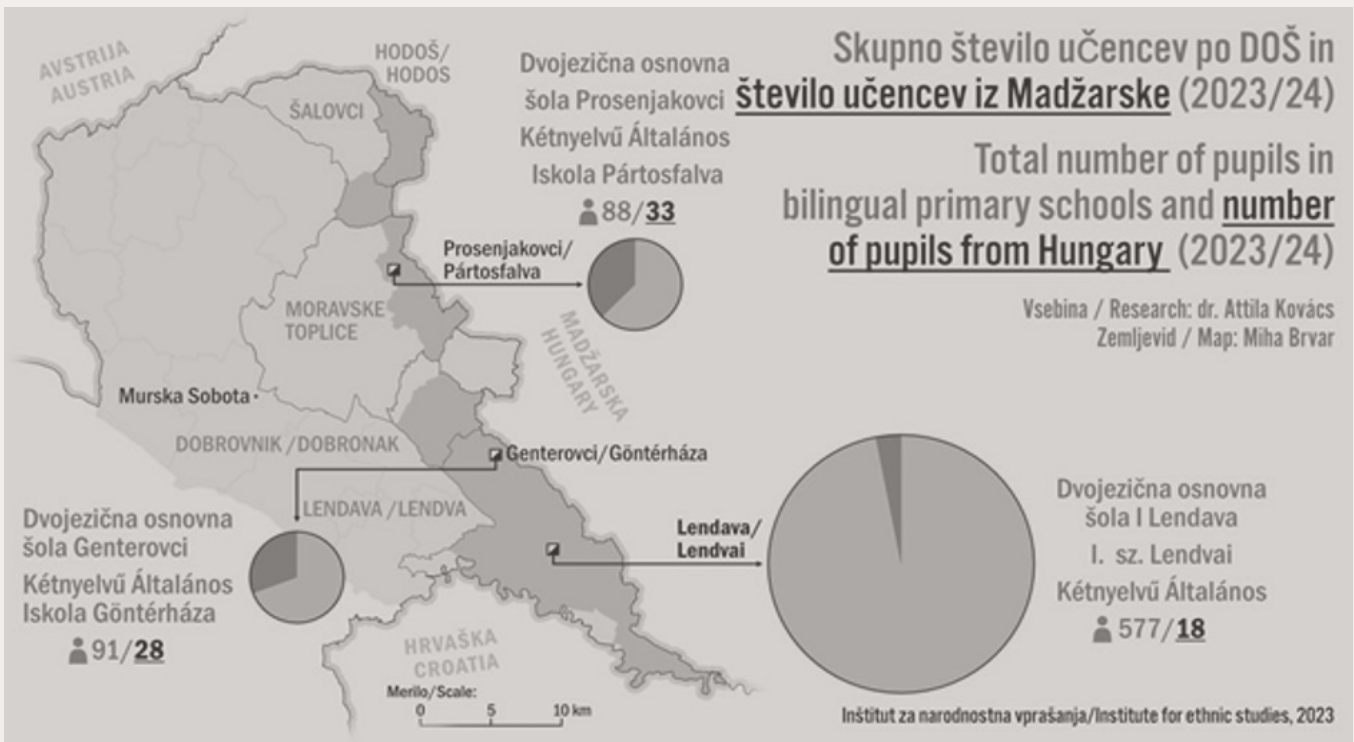 AVSTRIJA
AUSTRIA
HODOŠ/
HODOS
ŠALOVCI
Dvojezična osnovna
šola Prosenjakovci
Kétnyelvű Általános
Iskola Pártosfalva
88/33
Skupno število učencev po DOŠ in
število učencev iz Madžarske (2023/24)
Total number of pupils in
bilingual primary schools and number
of pupils from Hungary (2023/24)
Vsebina / Research: dr. Attila Kovács
Zemljevid / Map: Miha Brvar
Prosenjakovci/
Pártosfalva
MORAVSKE
TOPLICE
MADŽARSKA
HUNGARY
Murska Sobota
DOBROVNIK /DOBRONAK
Genterovci/Göntérháza
LENDAVA /LENDVA
Dvojezična osnovna
šola Genterovci
Kétnyelvű Általános
Iskola Göntérháza
91/28
Lendava/
Lendvai
Dvojezična osnovna
šola I Lendava
I. sz. Lendvai
Kétnyelvű Általános
577/18
HRVAŠKA
CROATIA
Merilo/Scale:
0 5 10 km
Inštitut za narodnostna vprašanja/Institute for ethnic studies, 2023